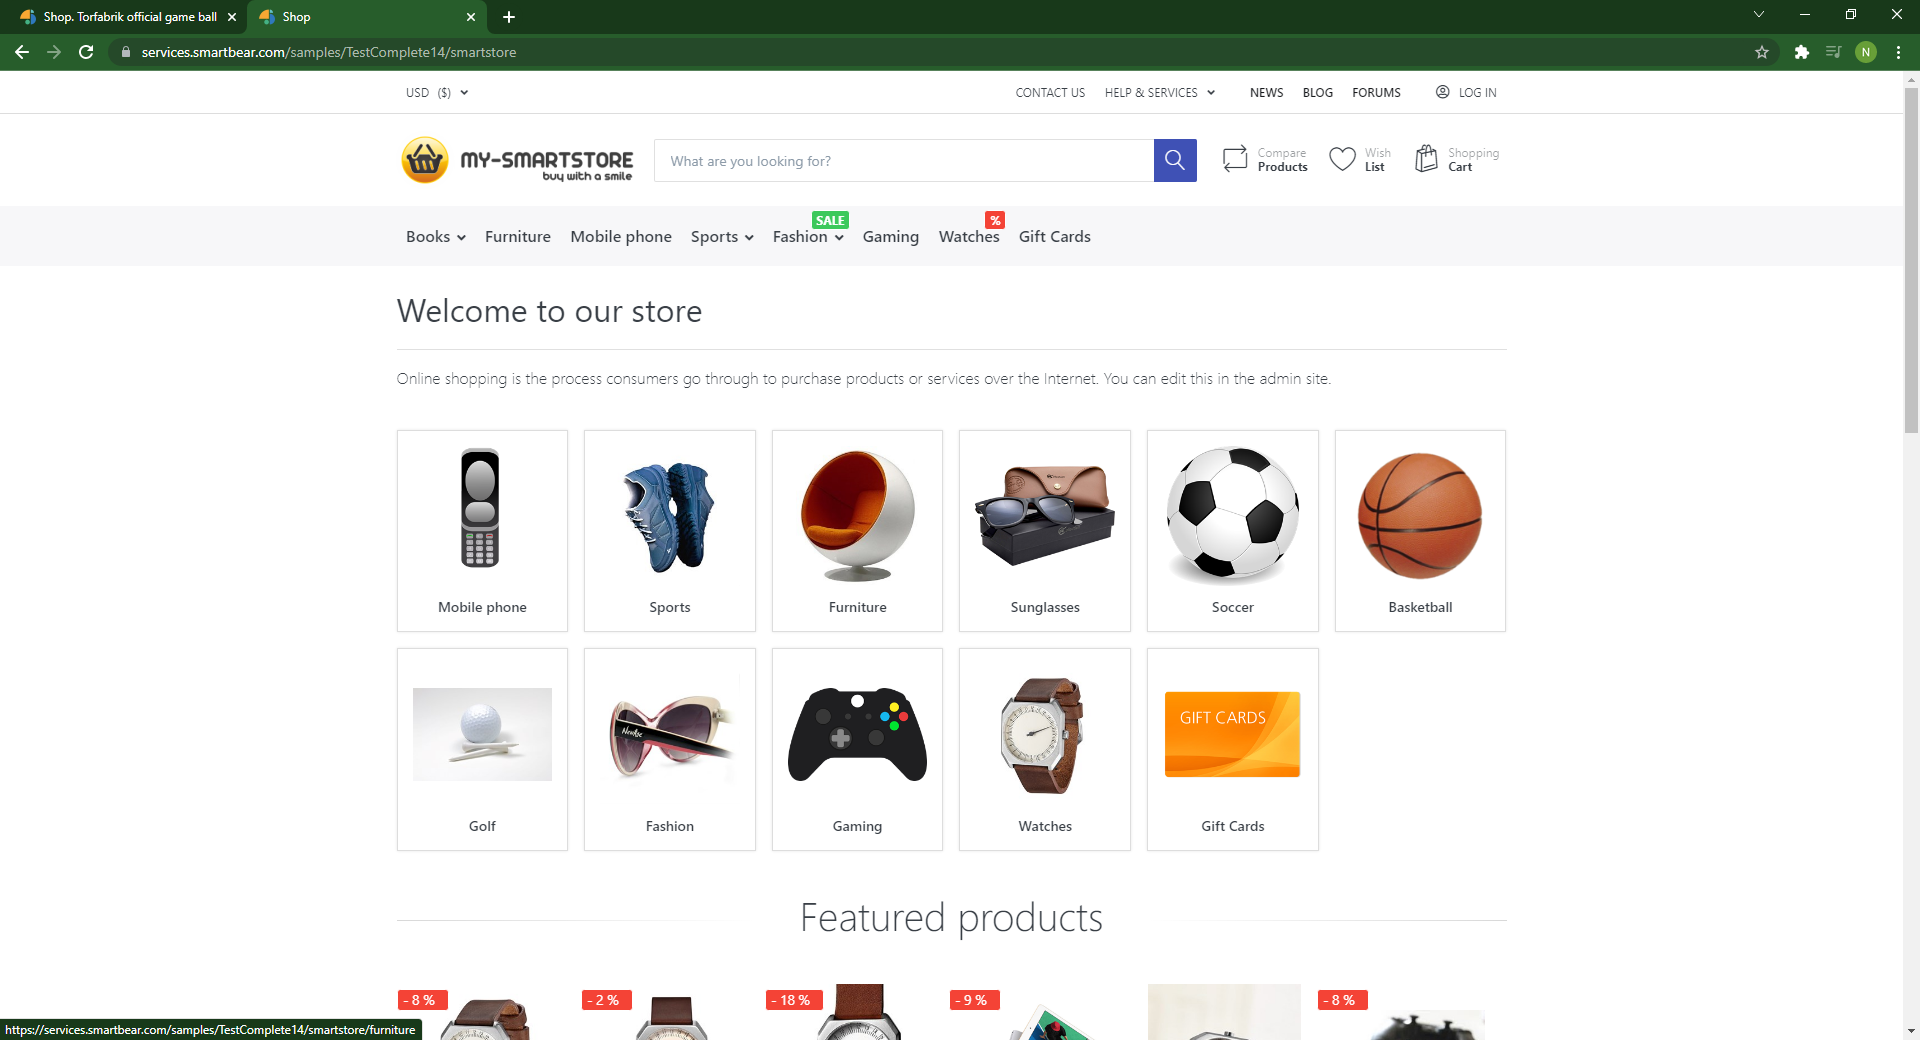 Shop. Torfabrik official game ball
Shop
services.smartbear.com/samples/TestComplete14/smartstore
N
USD ($)
CONTACT US
HELP & SERVICES
NEWS
BLOG
FORUMS
LOG IN
MY-SMARTSTORE
buy with a smile
What are you looking for?
Compare
Products
Wish
List
Shopping
Cart
SALE
%
Books
Furniture
Mobile phone
Sports
Fashion
Gaming
Watches
Gift Cards
Welcome to our store
Online shopping is the process consumers go through to purchase products or services over the Internet. You can edit this in the admin site.
Mobile phone
Sports
Furniture
Sunglasses
Soccer
Basketball
GIFT CARDS
Golf
Fashion
Gaming
Watches
Gift Cards
Featured products
- 8 %
- 2 %
- 18 %
- 9 %
- 8 %
https://services.smartbear.com/samples/TestComplete14/smartstore/furniture